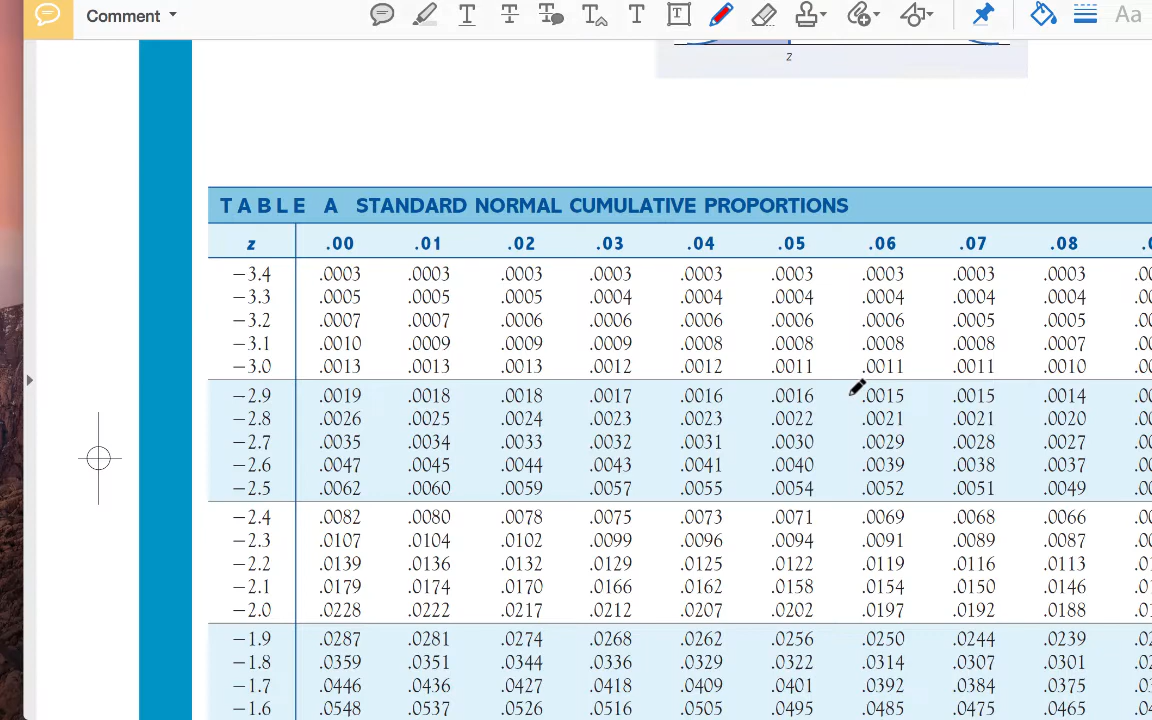 Comment
T T T T T T Aa
z
TABLE A STANDARD NORMAL CUMULATIVE PROPORTIONS
z .00 .01 .02 .03 .04 .05 .06 .07 .08
−3.4 .0003 .0003 .0003 .0003 .0003 .0003 .0003 .0003 .0003
−3.3 .0005 .0005 .0005 .0004 .0004 .0004 .0004 .0004 .0004
−3.2 .0007 .0007 .0006 .0006 .0006 .0006 .0006 .0005 .0005
−3.1 .0010 .0009 .0009 .0009 .0008 .0008 .0008 .0008 .0007
−3.0 .0013 .0013 .0013 .0012 .0012 .0011 .0011 .0011 .0010
−2.9 .0019 .0018 .0018 .0017 .0016 .0016 .0015 .0015 .0014
−2.8 .0026 .0025 .0024 .0023 .0023 .0022 .0021 .0021 .0020
−2.7 .0035 .0034 .0033 .0032 .0031 .0030 .0029 .0028 .0027
−2.6 .0047 .0045 .0044 .0043 .0041 .0040 .0039 .0038 .0037
−2.5 .0062 .0060 .0059 .0057 .0055 .0054 .0052 .0051 .0049
−2.4 .0082 .0080 .0078 .0075 .0073 .0071 .0069 .0068 .0066
−2.3 .0107 .0104 .0102 .0099 .0096 .0094 .0091 .0089 .0087
−2.2 .0139 .0136 .0132 .0129 .0125 .0122 .0119 .0116 .0113
−2.1 .0179 .0174 .0170 .0166 .0162 .0158 .0154 .0150 .0146
−2.0 .0228 .0222 .0217 .0212 .0207 .0202 .0197 .0192 .0188
−1.9 .0287 .0281 .0274 .0268 .0262 .0256 .0250 .0244 .0239
−1.8 .0359 .0351 .0344 .0336 .0329 .0322 .0314 .0307 .0301
−1.7 .0446 .0436 .0427 .0418 .0409 .0401 .0392 .0384 .0375
−1.6 .0548 .0537 .0526 .0516 .0505 .0495 .0485 .0475 .0465